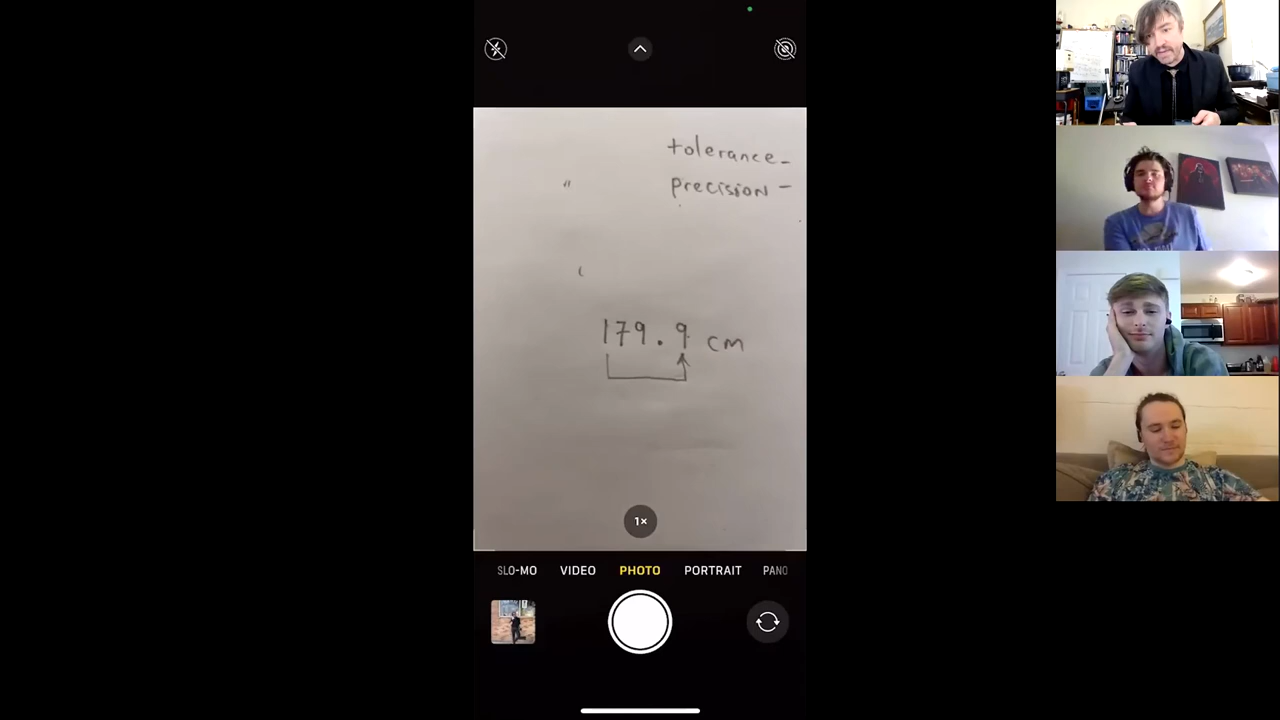 tolerance-
precision -
179.9 cm
1×
SLO-MO VIDEO PHOTO PORTRAIT PANO